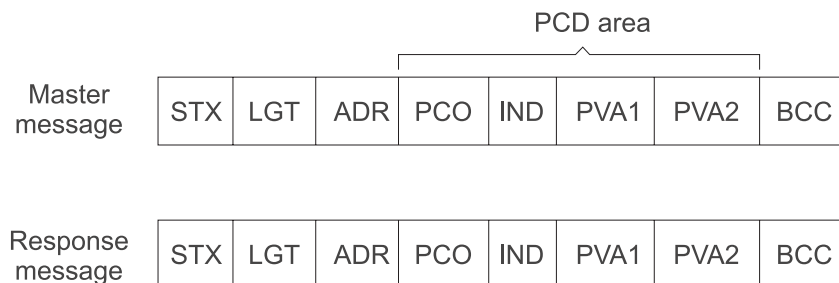 PCD area
Master
message
STX LGT ADR PCO IND PVA1 PVA2 BCC
Response
message
STX LGT ADR PCO IND PVA1 PVA2 BCC